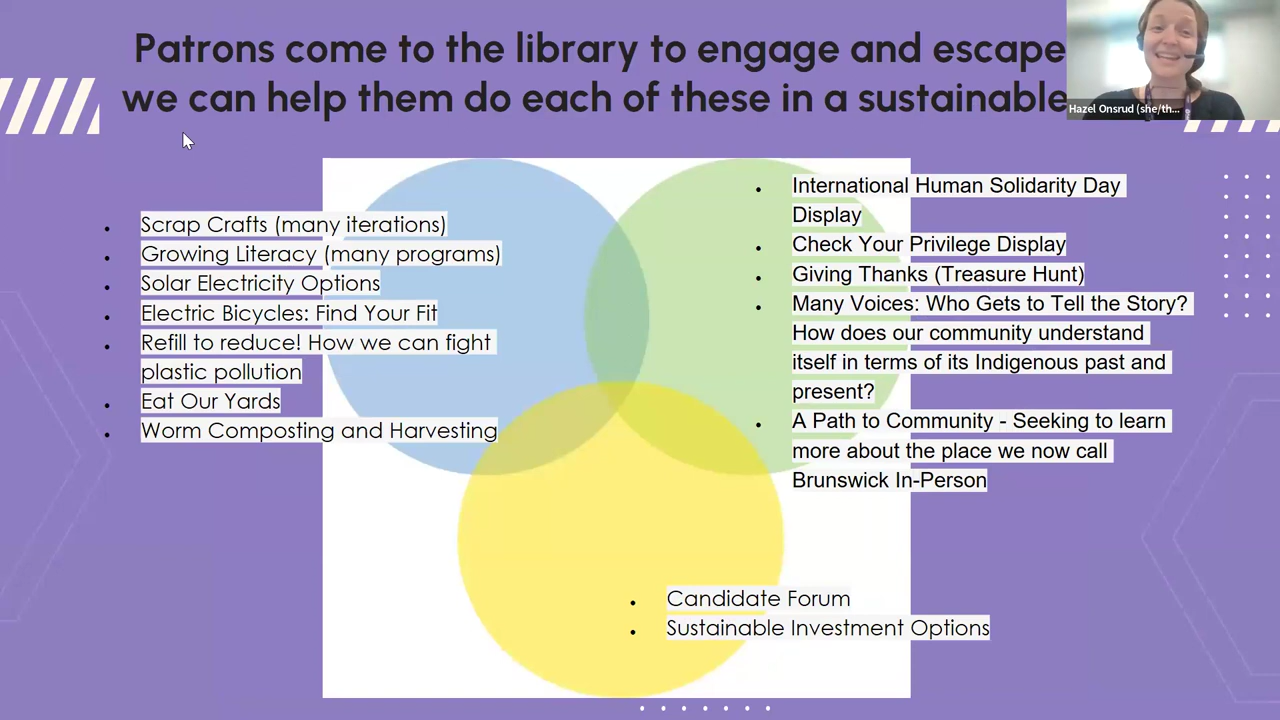 Patrons come to the library to engage and escape
we can help them do each of these in a sustainable
Hazel Onsrud (she/th...
Scrap Crafts (many iterations)
Growing Literacy (many programs)
Solar Electricity Options
Electric Bicycles: Find Your Fit
Refill to reduce! How we can fight
plastic pollution
Eat Our Yards
Worm Composting and Harvesting
International Human Solidarity Day
Display
Check Your Privilege Display
Giving Thanks (Treasure Hunt)
Many Voices: Who Gets to Tell the Story?
How does our community understand
itself in terms of its Indigenous past and
present?
A Path to Community - Seeking to learn
more about the place we now call
Brunswick In-Person
Candidate Forum
Sustainable Investment Options